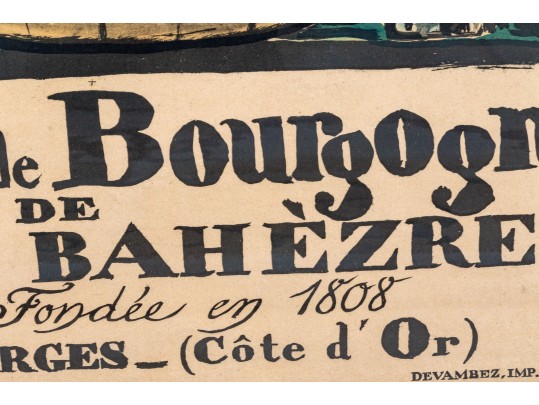 de Bourgogn
DE
BAHÈZRE
Fondée en 1808
RGES_(Côte d'Or)
DEVAMBEZ, IMP.